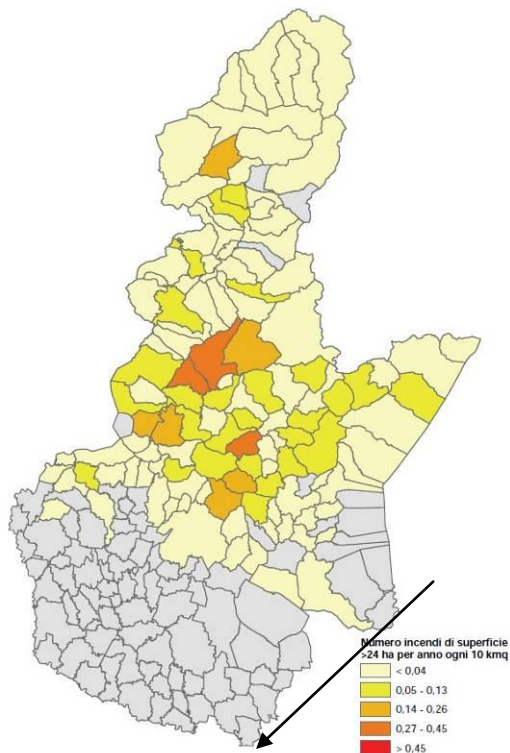 Numero incendi di superficie
>24 ha per anno ogni 10 kmq
< 0,04
0,05 - 0,13
0,14 - 0,26
0,27 - 0,45
> 0,45